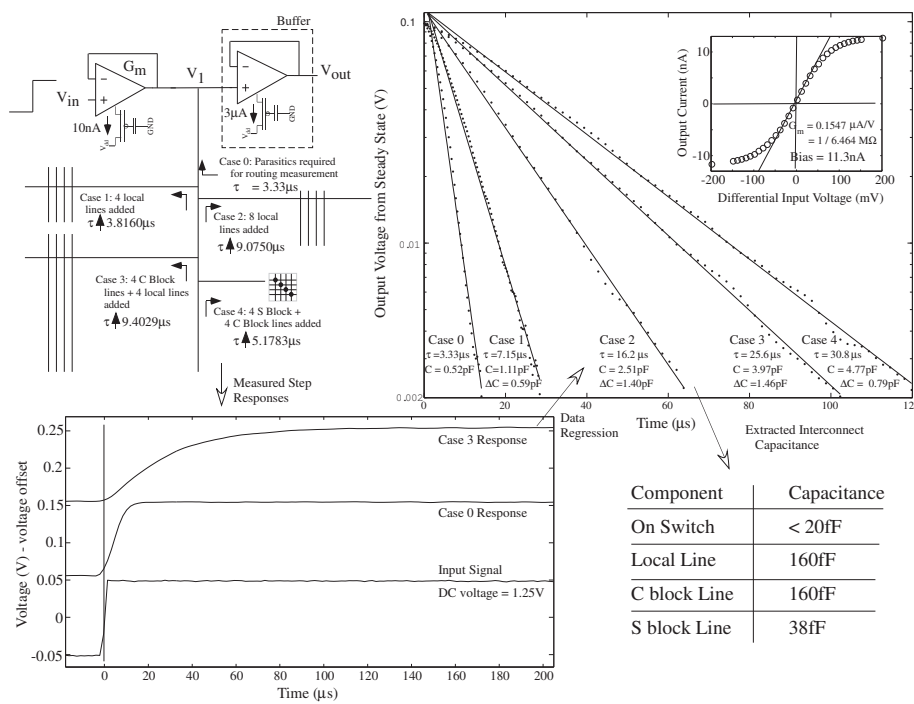 Buffer
G_m
V_1
V_out
V_in
10nA
V_dd
GND
3µA
V_dd
GND
Case 0: Parasitics required
for routing measurement
τ = 3.33µs
Case 1: 4 local
lines added
τ 3.8160µs
Case 2: 8 local
lines added
τ 9.0750µs
Case 3: 4 C Block
lines + 4 local lines
added
τ 9.4029µs
Case 4: 4 S Block +
4 C Block lines added
τ 5.1783µs
Measured Step
Responses
Output Voltage from Steady State (V)
0.1
0.01
0.002
0
20
40
60
80
100
120
Time (µs)
Case 0
τ=3.33µs
C = 0.52pF
Case 1
τ=7.15µs
C=1.11pF
ΔC = 0.59pF
Case 2
τ = 16.2 µs
C = 2.51pF
ΔC = 1.40pF
Case 3
τ = 25.6µs
C = 3.97pF
ΔC = 1.46pF
Case 4
τ = 30.8µs
C = 4.77pF
ΔC = 0.79pF
Output Current (nA)
10
0
-10
-200
-100
0
100
200
Differential Input Voltage (mV)
G_m = 0.1547 µA/V
= 1 / 6.464 MΩ
Bias = 11.3nA
Data
Regression
Extracted Interconnect
Capacitance
Voltage (V) - voltage offset
0.25
0.2
0.15
0.1
0.05
0
-0.05
Case 3 Response
Case 0 Response
Input Signal
DC voltage = 1.25V
0
20
40
60
80
100
120
140
160
180
200
Time (µs)
Component Capacitance
On Switch < 20fF
Local Line 160fF
C block Line 160fF
S block Line 38fF